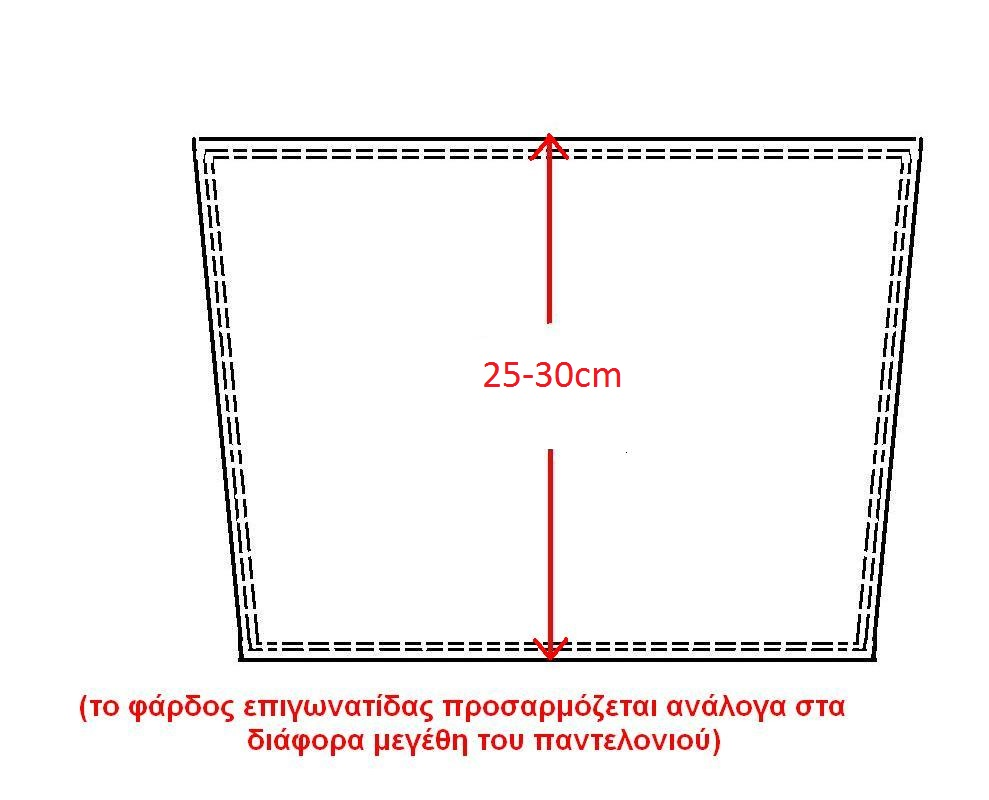 25-30cm
(το φάρδος επιγωνατίδας προσαρμόζεται ανάλογα στα
διάφορα μεγέθη του παντελονιού)